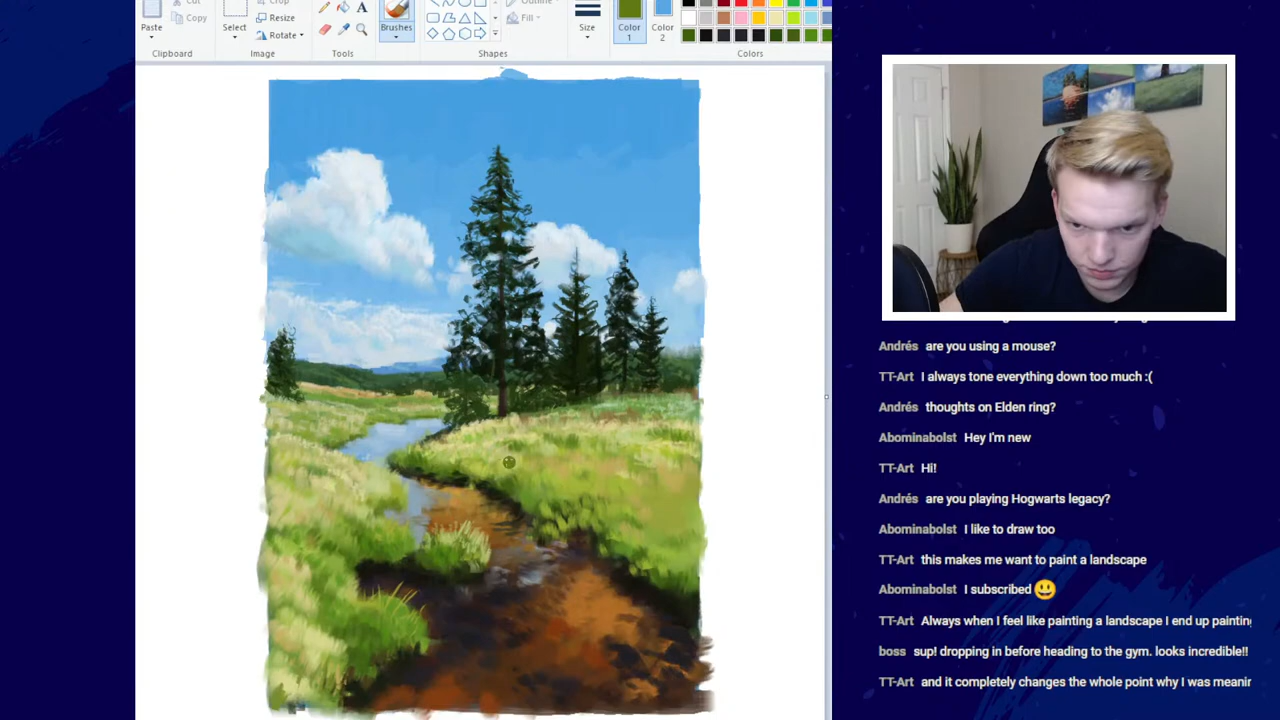 Cut
Crop
Outline
Paste
Copy
Select
Resize
A
Brushes
Fill
Size
Color
1
Color
2
Rotate
Clipboard
Image
Tools
Shapes
Colors
Andrés are you using a mouse?
TT-Art I always tone everything down too much :(
Andrés thoughts on Elden ring?
Abominabolst Hey I'm new
TT-Art Hi!
Andrés are you playing Hogwarts legacy?
Abominabolst I like to draw too
TT-Art this makes me want to paint a landscape
Abominabolst I subscribed 😃
TT-Art Always when I feel like painting a landscape I end up painting
boss sup! dropping in before heading to the gym. looks incredible!!
TT-Art and it completely changes the whole point why I was